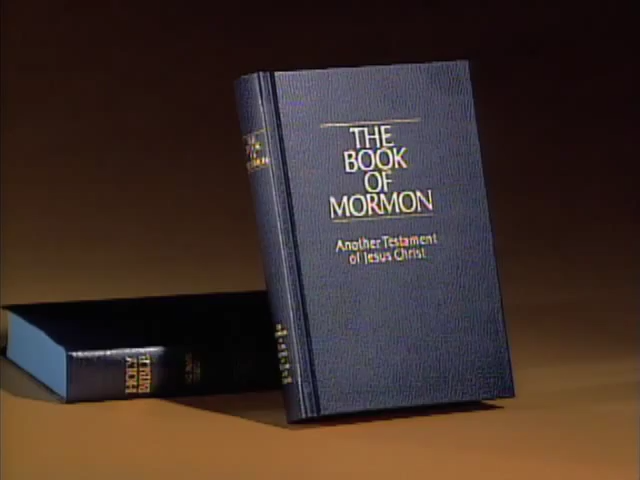 THE
BOOK
OF
MORMON
Another Testament
of Jesus Christ
HOLY
BIBLE